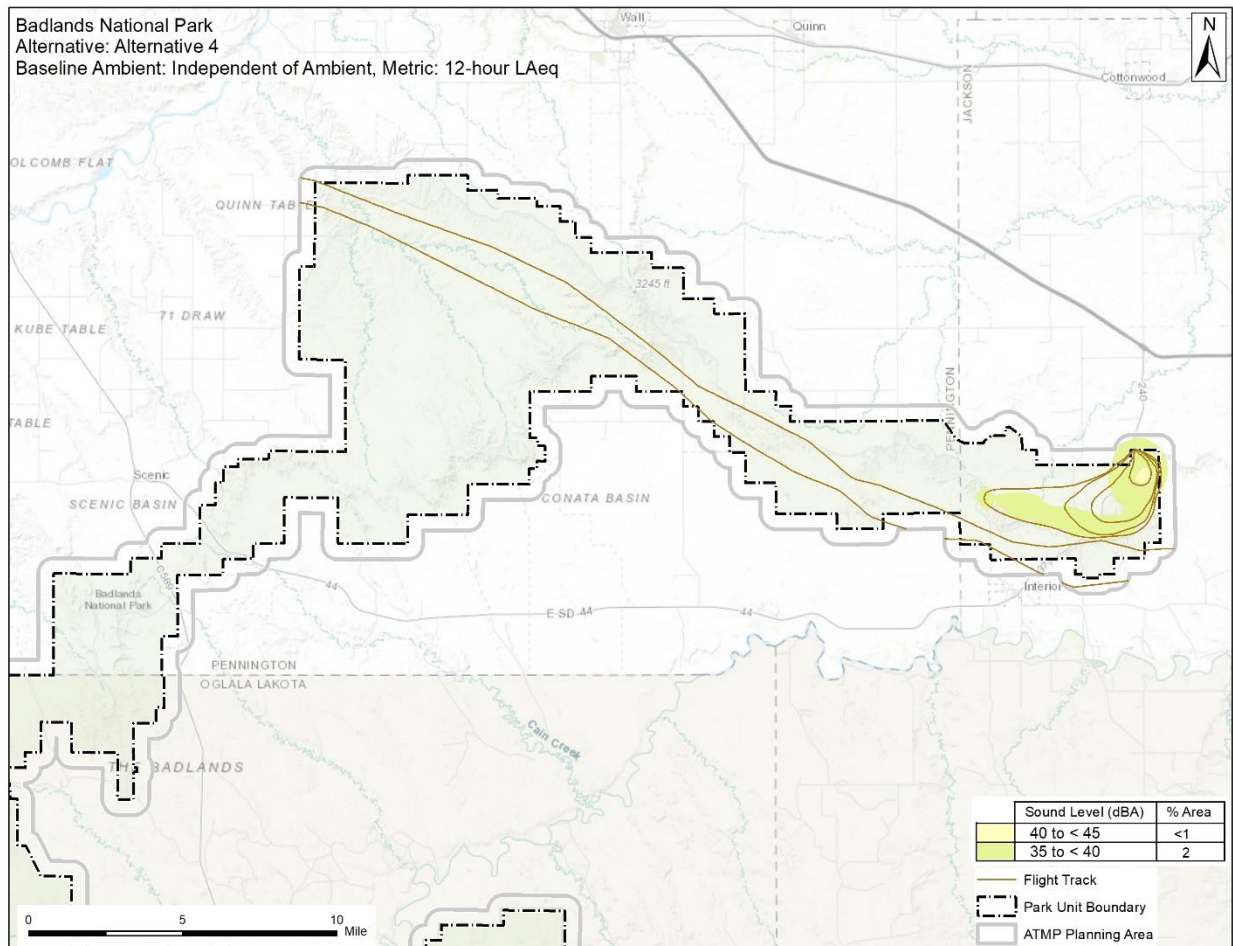 Badlands National Park
Alternative: Alternative 4
Baseline Ambient: Independent of Ambient, Metric: 12-hour LAeq
N
Wall
Quinn
Cottonwood
JACKSON
OLCOMB FLAT
QUINN TABLE
3245 ft
71 DRAW
KUBE TABLE
240
PENNINGTON
TABLE
Scenic
SCENIC BASIN
CONATA BASIN
Badlands
National Park
44
E-SD 44
44
Interior
PENNINGTON
OGLALA LAKOTA
Cain Creek
THE BADLANDS
Sound Level (dBA) % Area
40 to < 45 <1
35 to < 40 2
Flight Track
Park Unit Boundary
ATMP Planning Area
0 5 10
Mile